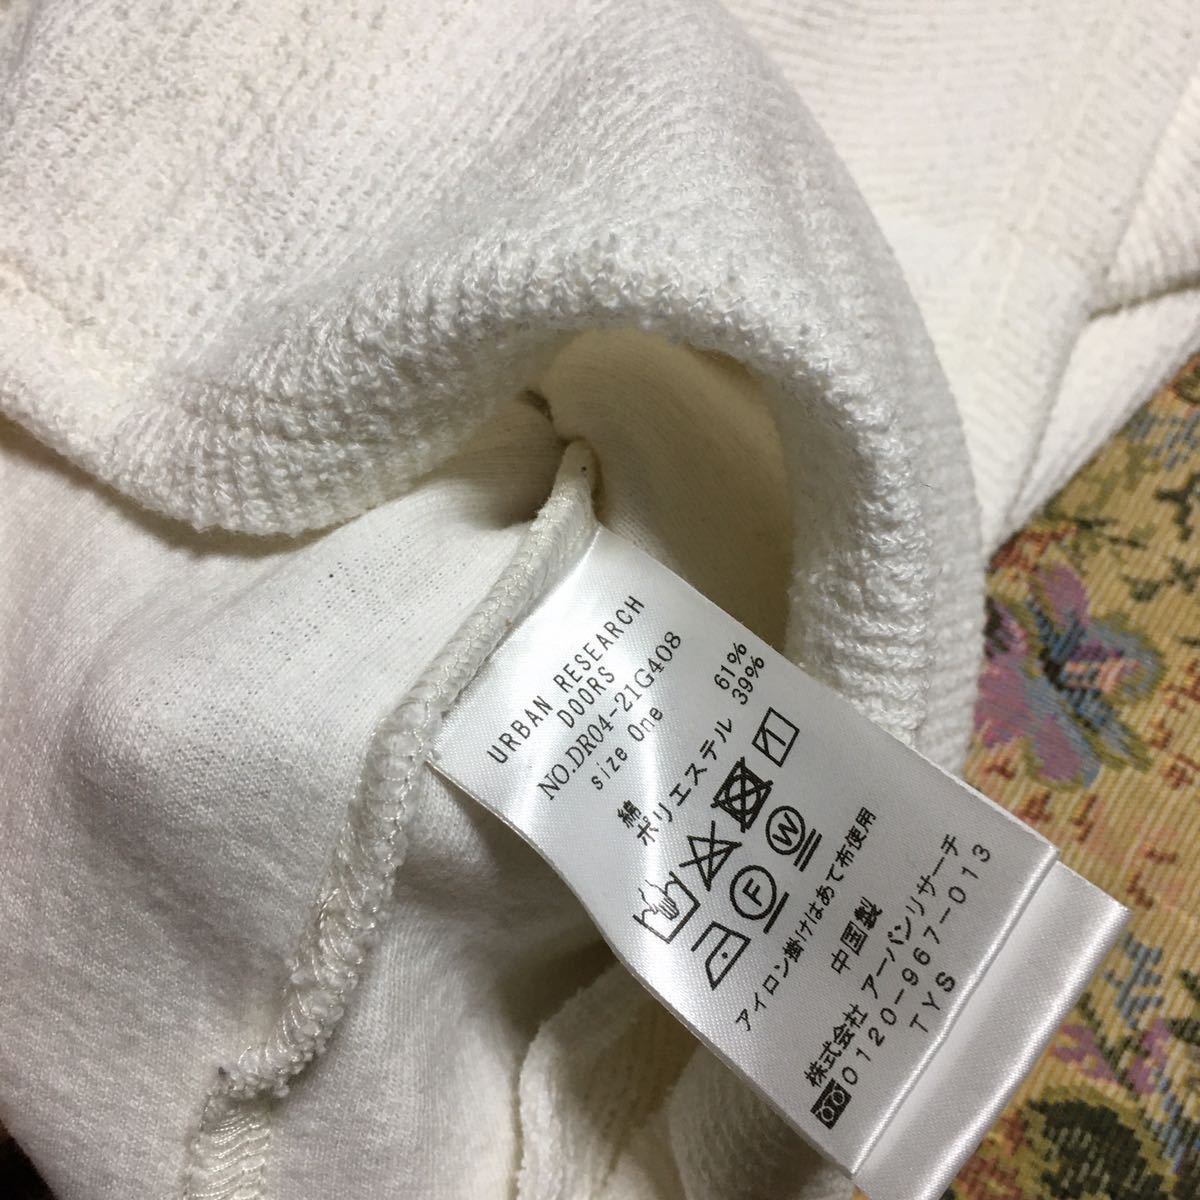 URBAN RESEARCH
DOORS
NO.DR04-21G408
size One
綿 61%
ポリエステル 39%
W
F
アイロン掛けはあて布使用
中国製
株式会社 アーバンリサーチ
0120-967-013
TYS